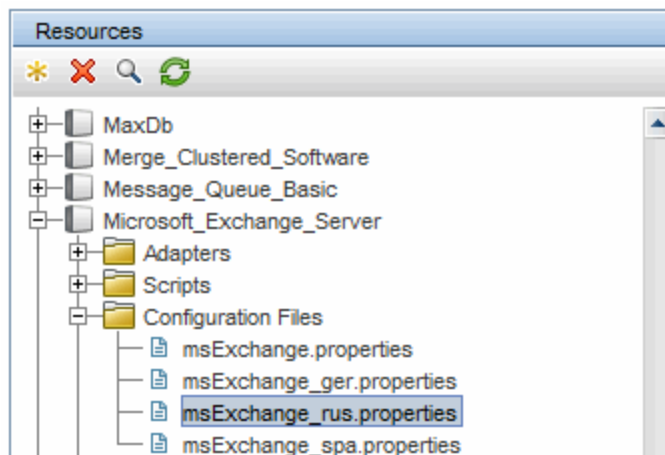 Resources
MaxDb
Merge_Clustered_Software
Message_Queue_Basic
Microsoft_Exchange_Server
Adapters
Scripts
Configuration Files
msExchange.properties
msExchange_ger.properties
msExchange_rus.properties
msExchange_spa.properties